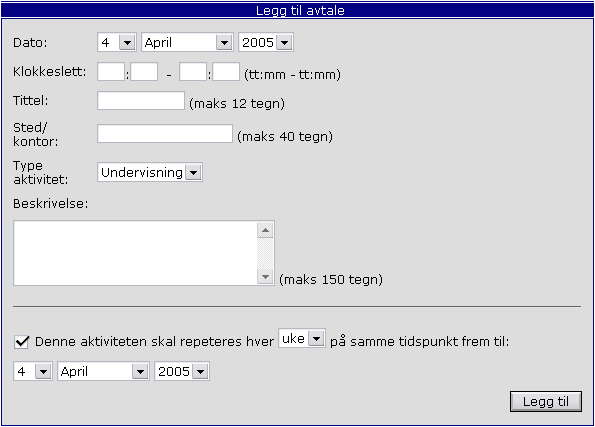 Legg til avtale
Dato: 4 April 2005
Klokkeslett: : - : (tt:mm - tt:mm)
Tittel: (maks 12 tegn)
Sted/
kontor: (maks 40 tegn)
Type
aktivitet: Undervisning
Beskrivelse:
(maks 150 tegn)
Denne aktiviteten skal repeteres hver uke på samme tidspunkt frem til:
4 April 2005
Legg til